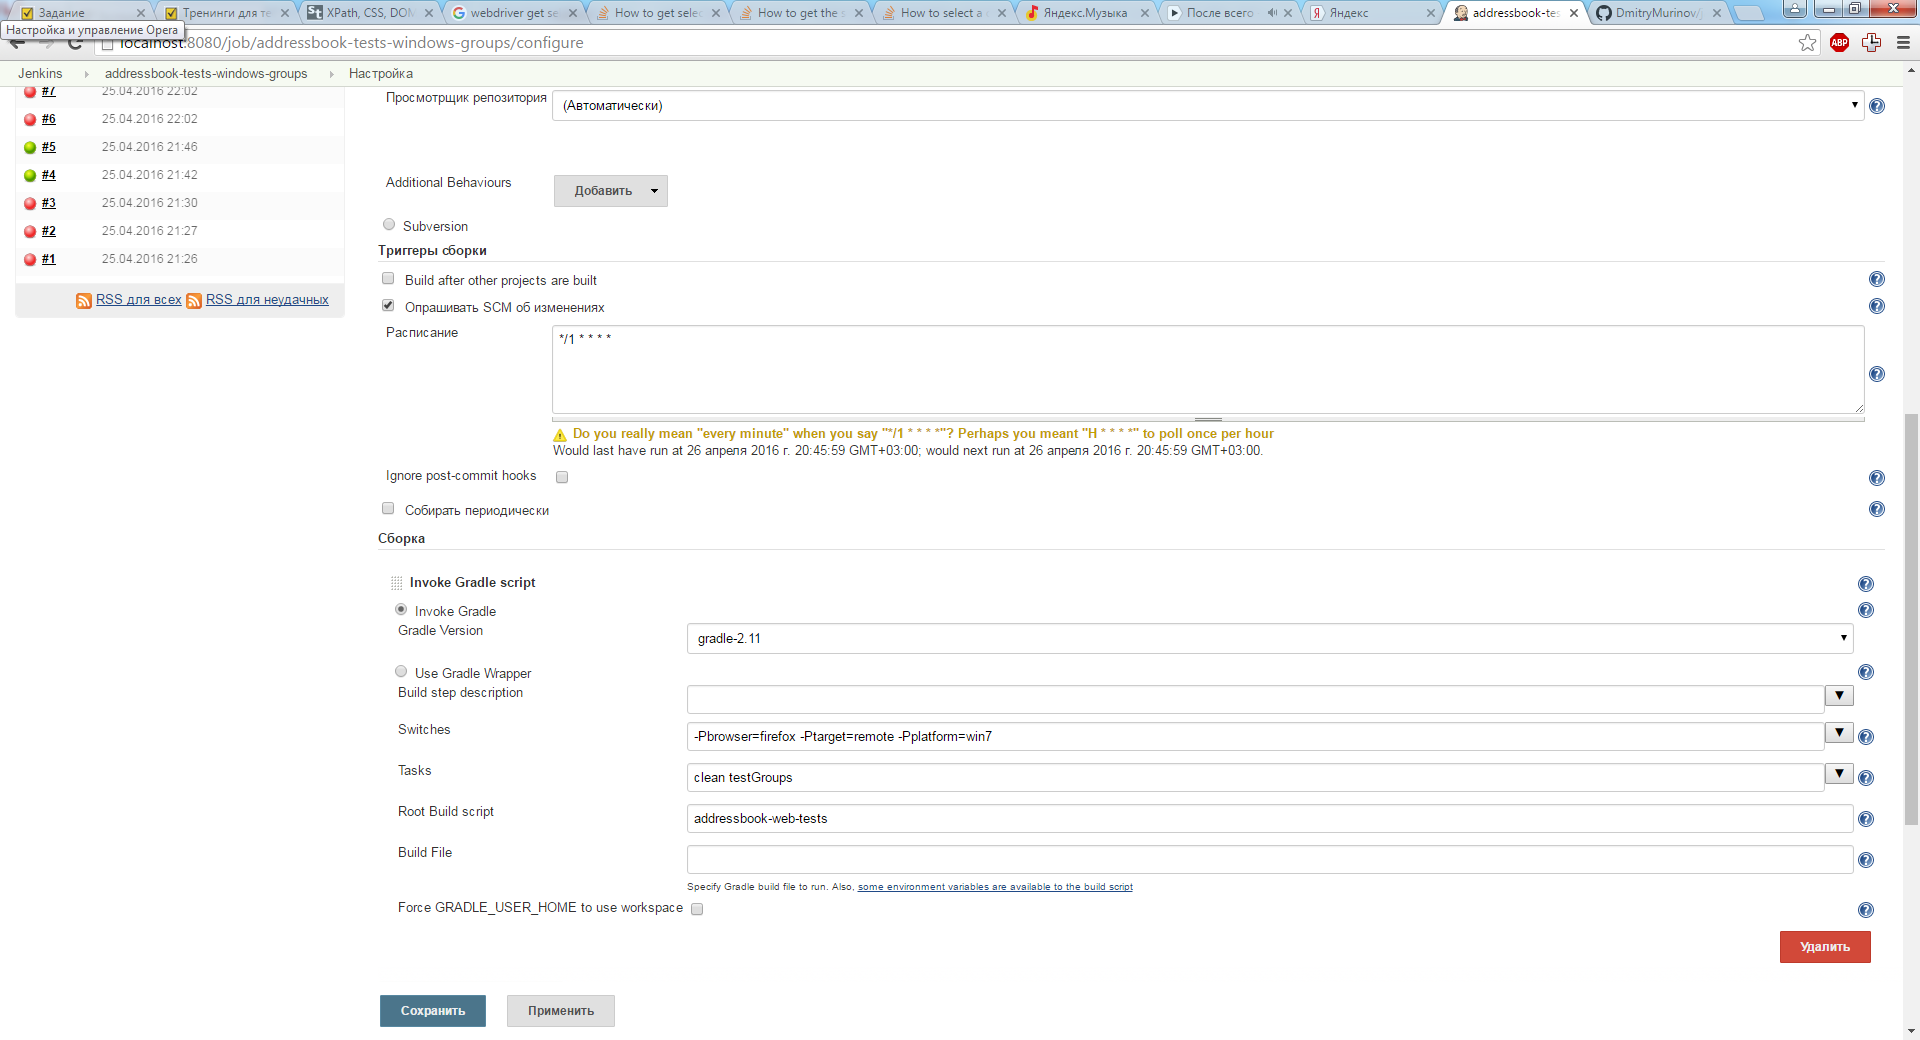 Задание
Тренинги для те
XPath, CSS, DOM
webdriver get se
How to get selec
How to get the s
How to select a
Яндекс.Музыка
После всего
Яндекс
addressbook-tes
DmitryMurinov/j
Настройка и управление Opera
localhost:8080/job/addressbook-tests-windows-groups/configure
ABP
Jenkins
addressbook-tests-windows-groups
Настройка
#7 25.04.2016 22:02
#6 25.04.2016 22:02
#5 25.04.2016 21:46
#4 25.04.2016 21:42
#3 25.04.2016 21:30
#2 25.04.2016 21:27
#1 25.04.2016 21:26
RSS для всех RSS для неудачных
Просмотрщик репозитория (Автоматически)
Additional Behaviours Добавить
Subversion
Триггеры сборки
Build after other projects are built
Опрашивать SCM об изменениях
Расписание */1 * * * *
Do you really mean "every minute" when you say "*/1 * * * *"? Perhaps you meant "H * * * *" to poll once per hour
Would last have run at 26 апреля 2016 г. 20:45:59 GMT+03:00; would next run at 26 апреля 2016 г. 20:45:59 GMT+03:00.
Ignore post-commit hooks
Собирать периодически
Сборка
Invoke Gradle script
Invoke Gradle
Gradle Version gradle-2.11
Use Gradle Wrapper
Build step description
Switches -Pbrowser=firefox -Ptarget=remote -Pplatform=win7
Tasks clean testGroups
Root Build script addressbook-web-tests
Build File
Specify Gradle build file to run. Also, some environment variables are available to the build script
Force GRADLE_USER_HOME to use workspace
Удалить
Сохранить Применить